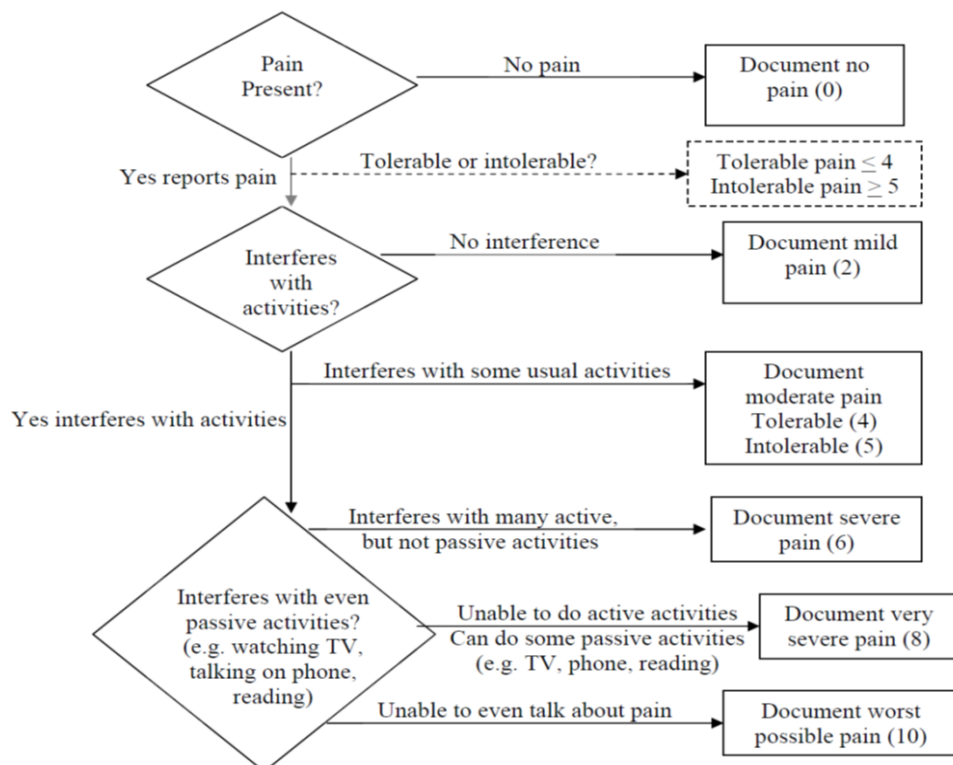 Pain
Present?
No pain
Document no
pain (0)
Yes reports pain
Tolerable or intolerable?
Tolerable pain ≤ 4
Intolerable pain ≥ 5
Interferes
with
activities?
No interference
Document mild
pain (2)
Yes interferes with activities
Interferes with some usual activities
Document
moderate pain
Tolerable (4)
Intolerable (5)
Interferes with even
passive activities?
(e.g. watching TV,
talking on phone,
reading)
Interferes with many active,
but not passive activities
Document severe
pain (6)
Unable to do active activities
Can do some passive activities
(e.g. TV, phone, reading)
Document very
severe pain (8)
Unable to even talk about pain
Document worst
possible pain (10)